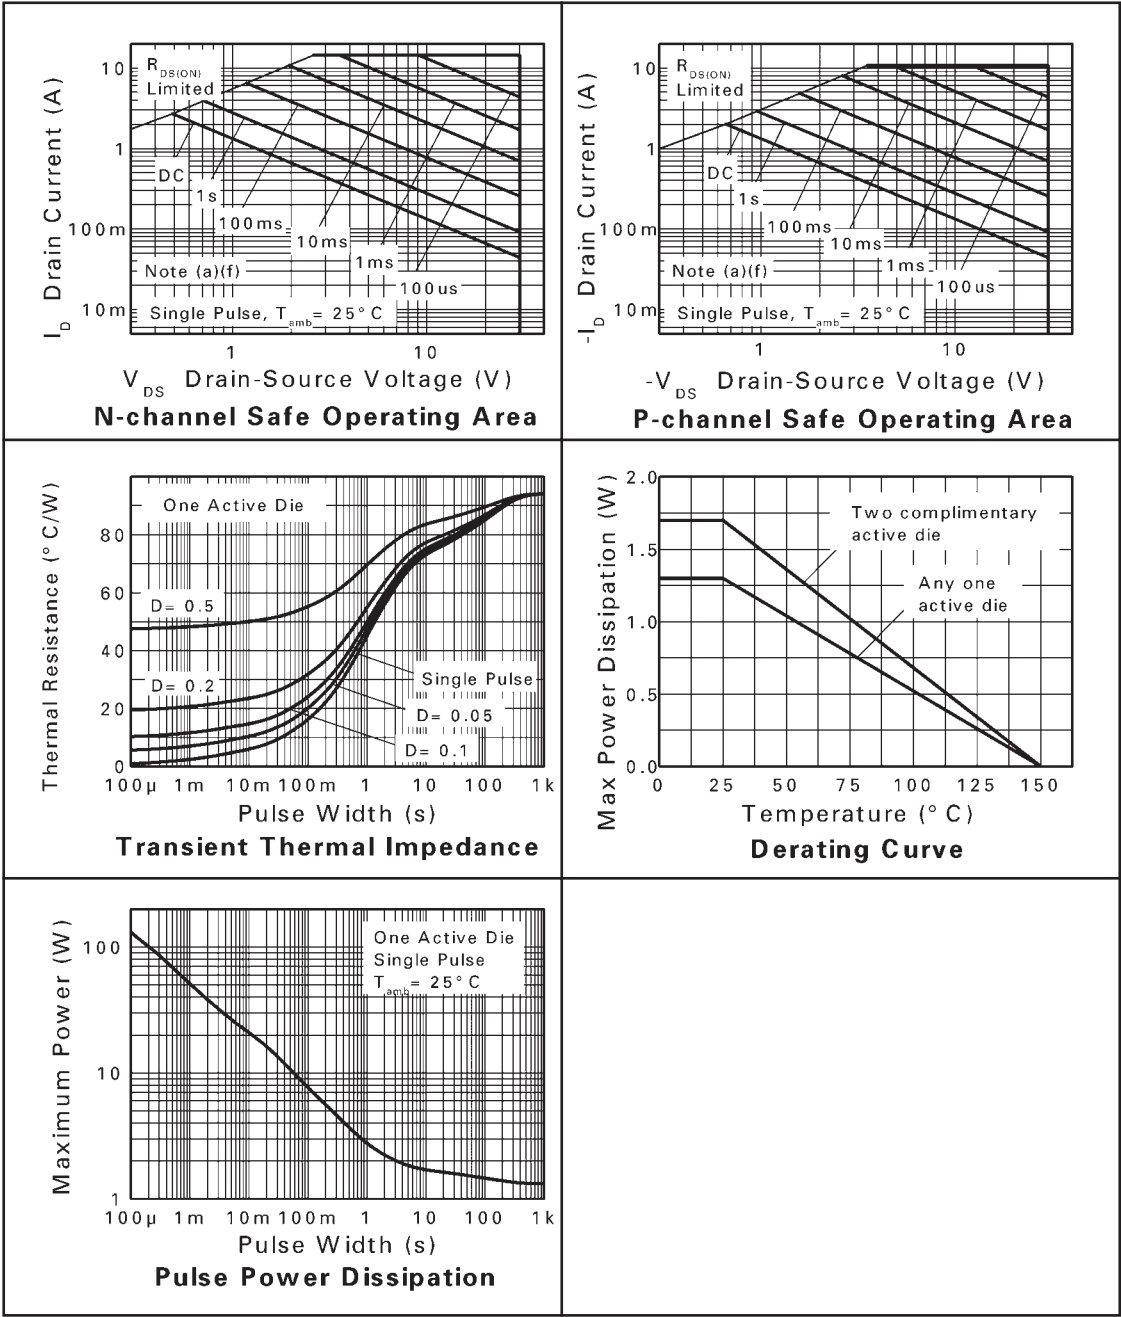 10
1
100m
10m
R DS(ON)
Limited
DC
1s
100ms
10ms
1ms
100us
Note (a)(f)
Single Pulse, Tamb= 25°C
1
10
ID Drain Current (A)
VDS Drain-Source Voltage (V)
N-channel Safe Operating Area
10
1
100m
10m
R DS(ON)
Limited
DC
1s
100ms
10ms
1ms
100us
Note (a)(f)
Single Pulse, Tamb= 25°C
1
10
-ID Drain Current (A)
-VDS Drain-Source Voltage (V)
P-channel Safe Operating Area
80
60
40
20
0
One Active Die
D= 0.5
D= 0.2
Single Pulse
D= 0.05
D= 0.1
100µ 1m 10m 100m 1 10 100 1k
Thermal Resistance (°C/W)
Pulse Width (s)
Transient Thermal Impedance
2.0
1.5
1.0
0.5
0.0
Two complimentary
active die
Any one
active die
0 25 50 75 100 125 150
Max Power Dissipation (W)
Temperature (°C)
Derating Curve
100
10
1
One Active Die
Single Pulse
Tamb= 25°C
100µ 1m 10m 100m 1 10 100 1k
Maximum Power (W)
Pulse Width (s)
Pulse Power Dissipation